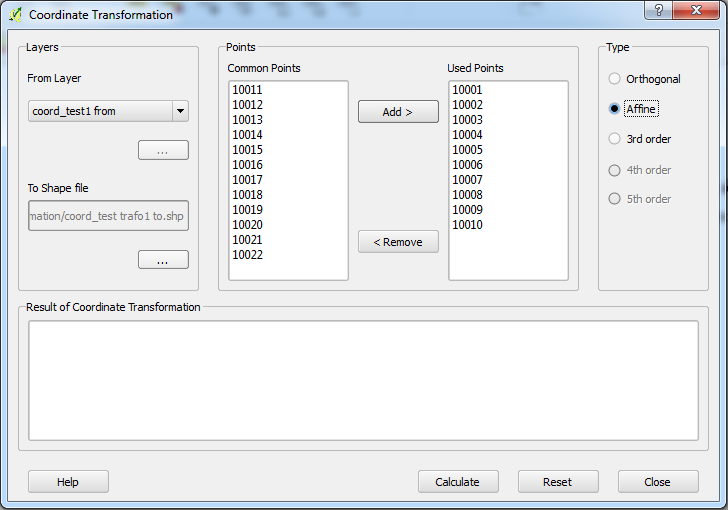 Coordinate Transformation
?
Layers
From Layer
coord_test1 from
...
To Shape file
mation/coord_test trafo1 to.shp
...
Points
Common Points
10011
10012
10013
10014
10015
10016
10017
10018
10019
10020
10021
10022
Add >
< Remove
Used Points
10001
10002
10003
10004
10005
10006
10007
10008
10009
10010
Type
Orthogonal
Affine
3rd order
4th order
5th order
Result of Coordinate Transformation
Help
Calculate
Reset
Close